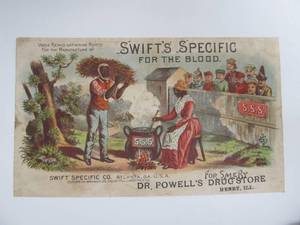 SWIFT'S SPECIFIC
FOR THE BLOOD.
S.S.S.
S.S.S.
SWIFT SPECIFIC CO. ATLANTA, GA. U.S.A.
FOR SALE BY
DR. POWELL'S DRUG STORE
HENRY, ILL.